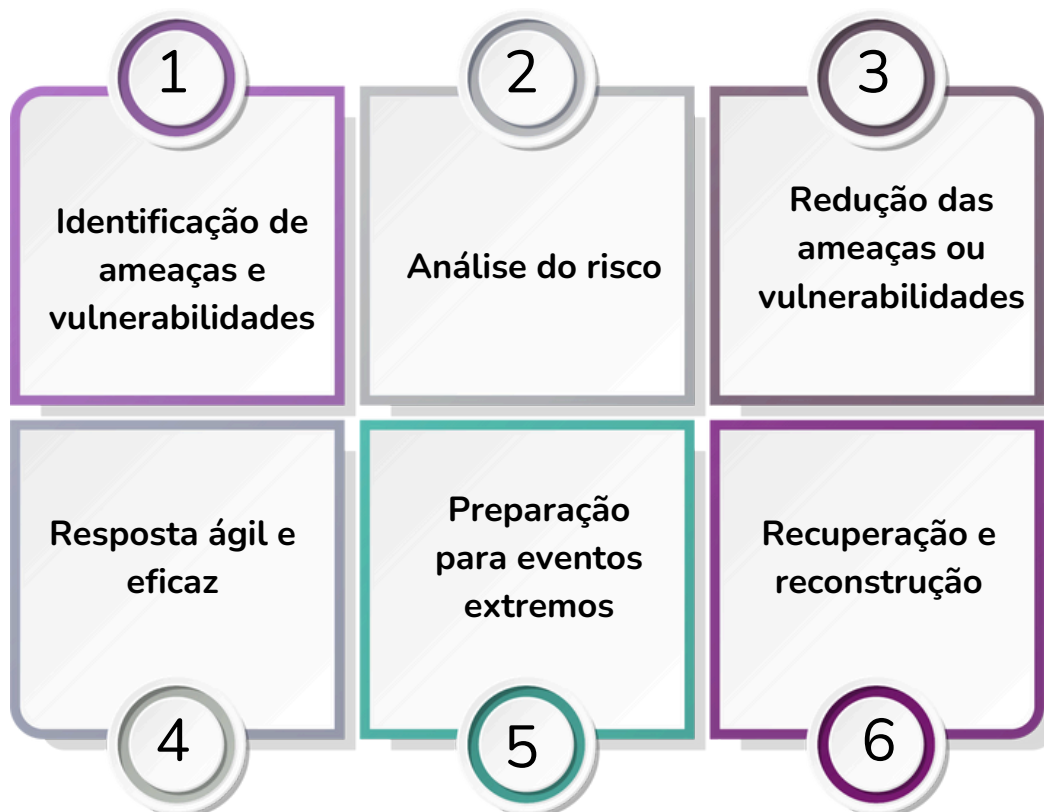 1
Identificação de
ameaças e
vulnerabilidades
2
Análise do risco
3
Redução das
ameaças ou
vulnerabilidades
Resposta ágil e
eficaz
4
Preparação
para eventos
extremos
5
Recuperação e
reconstrução
6